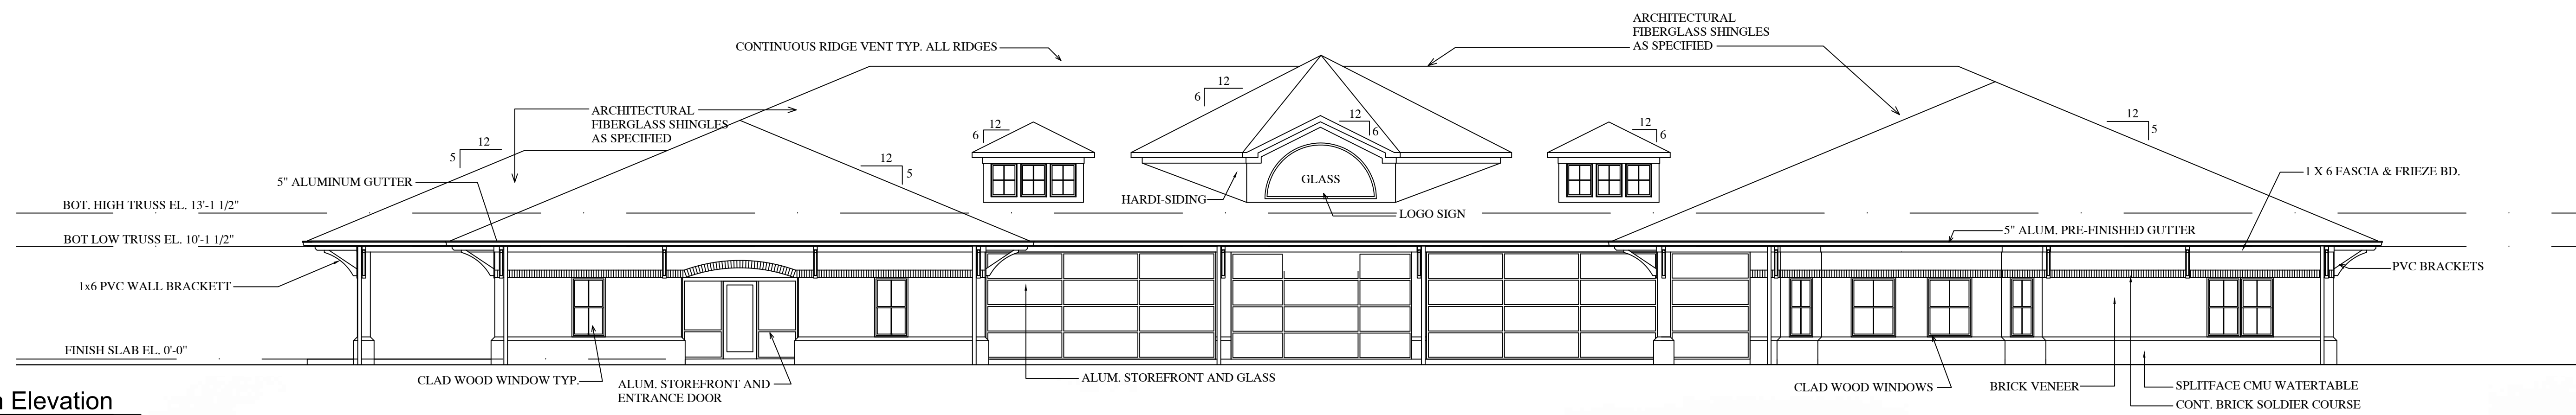 ARCHITECTURAL
FIBERGLASS SHINGLES
AS SPECIFIED
CONTINUOUS RIDGE VENT TYP. ALL RIDGES
12
6
ARCHITECTURAL
FIBERGLASS SHINGLES
AS SPECIFIED
12
6
12
6
12
6
12
5
12
5
12
5
5" ALUMINUM GUTTER
GLASS
1 X 6 FASCIA & FRIEZE BD.
HARDI-SIDING
LOGO SIGN
BOT. HIGH TRUSS EL. 13'-1 1/2"
5" ALUM. PRE-FINISHED GUTTER
BOT LOW TRUSS EL. 10'-1 1/2"
PVC BRACKETS
1x6 PVC WALL BRACKETT
FINISH SLAB EL. 0'-0"
CLAD WOOD WINDOW TYP.
ALUM. STOREFRONT AND
ENTRANCE DOOR
ALUM. STOREFRONT AND GLASS
CLAD WOOD WINDOWS
BRICK VENEER
SPLITFACE CMU WATERTABLE
CONT. BRICK SOLDIER COURSE
Elevation